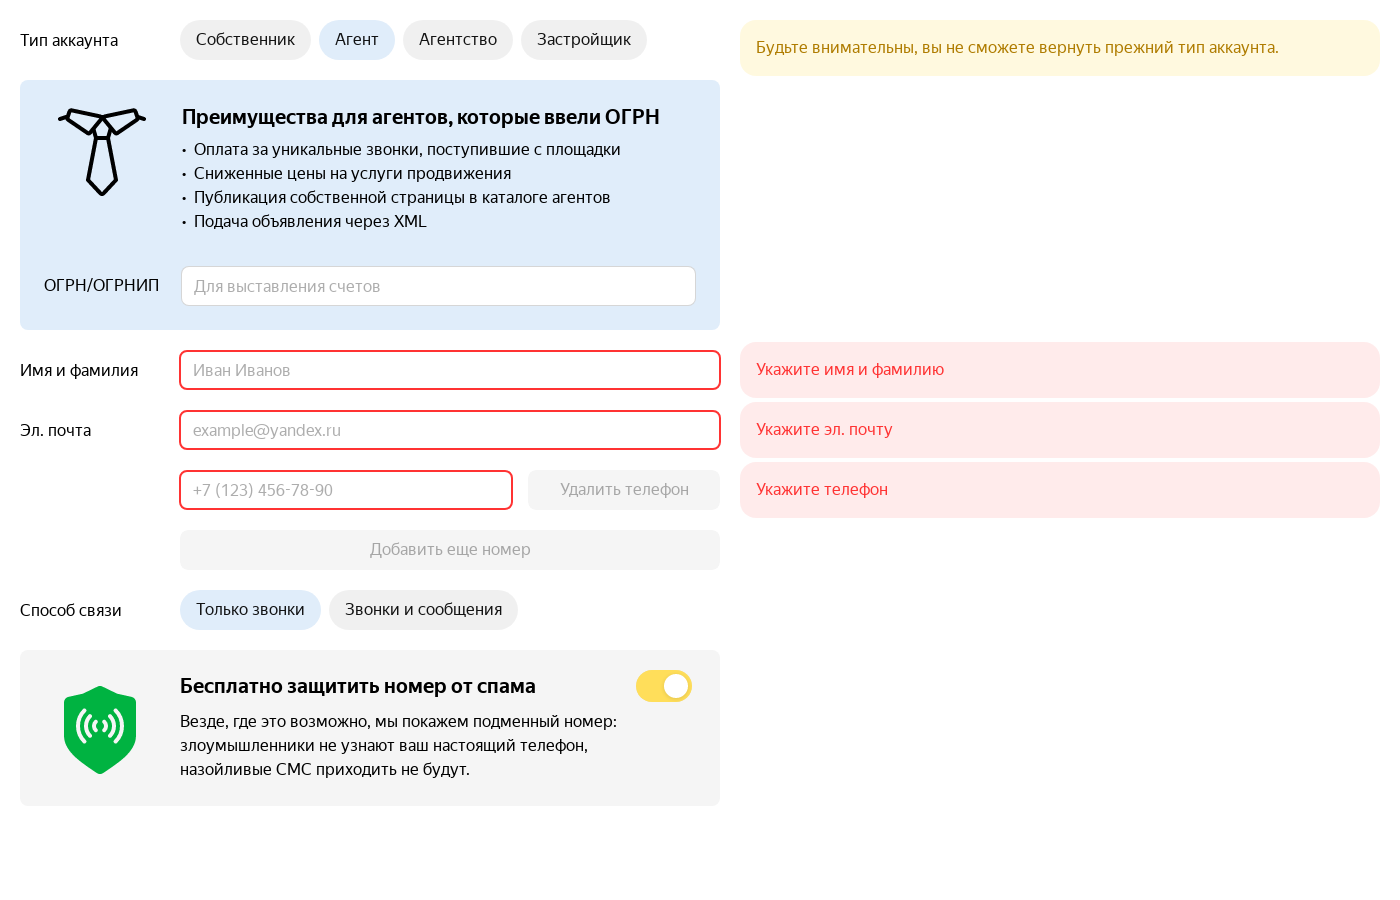 Тип аккаунта
Собственник
Агент
Агентство
Застройщик
Будьте внимательны, вы не сможете вернуть прежний тип аккаунта.
Преимущества для агентов, которые ввели ОГРН
• Оплата за уникальные звонки, поступившие с площадки
• Сниженные цены на услуги продвижения
• Публикация собственной страницы в каталоге агентов
• Подача объявления через XML
ОГРН/ОГРНИП
Для выставления счетов
Имя и фамилия
Иван Иванов
Укажите имя и фамилию
Эл. почта
example@yandex.ru
Укажите эл. почту
+7 (123) 456-78-90
Удалить телефон
Укажите телефон
Добавить еще номер
Способ связи
Только звонки
Звонки и сообщения
Бесплатно защитить номер от спама
Везде, где это возможно, мы покажем подменный номер:
злоумышленники не узнают ваш настоящий телефон,
назойливые СМС приходить не будут.